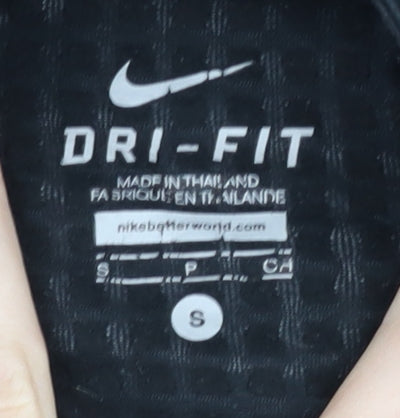 DRI-FIT
MADE IN THAILAND
FABRIQUE EN THAILANDE
nikebetterworld.com
S P CH
S